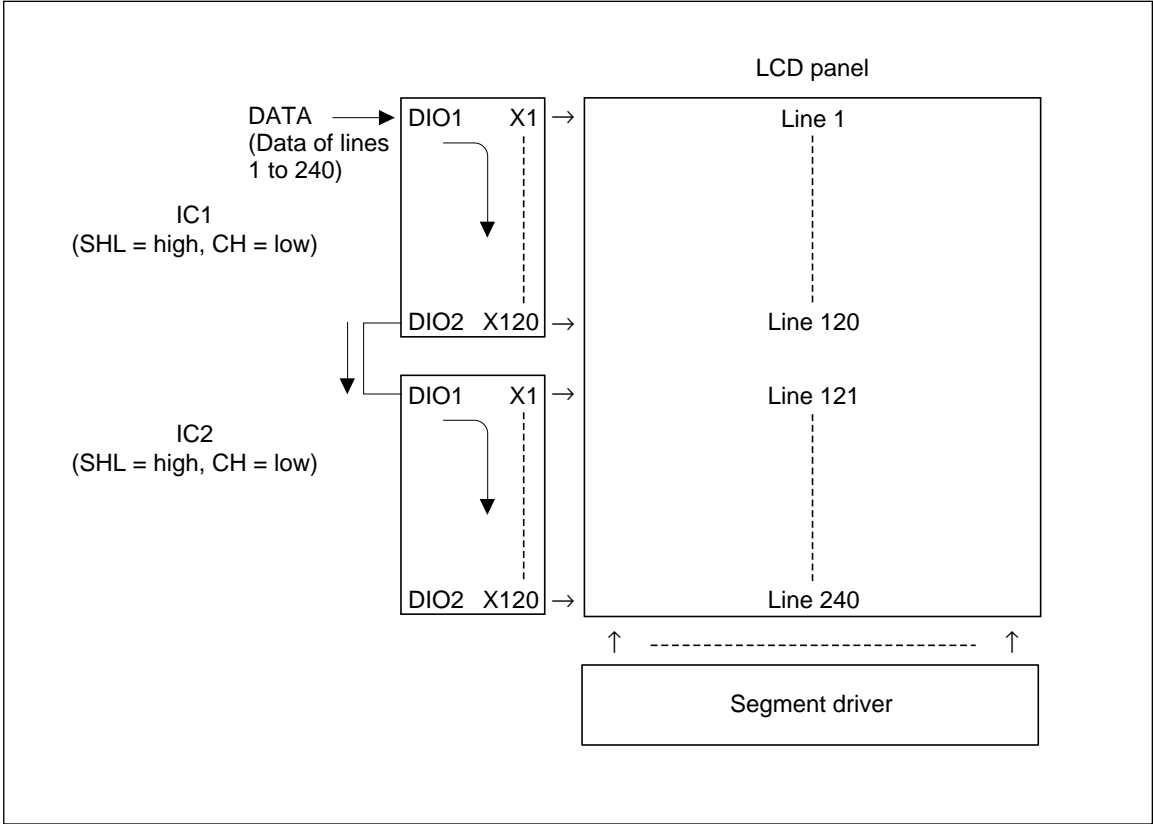 LCD panel
DATA
(Data of lines
1 to 240)
DIO1 X1 →
Line 1
IC1
(SHL = high, CH = low)
DIO2 X120 →
Line 120
DIO1 X1 →
Line 121
IC2
(SHL = high, CH = low)
DIO2 X120 →
Line 240
↑ ↑
Segment driver